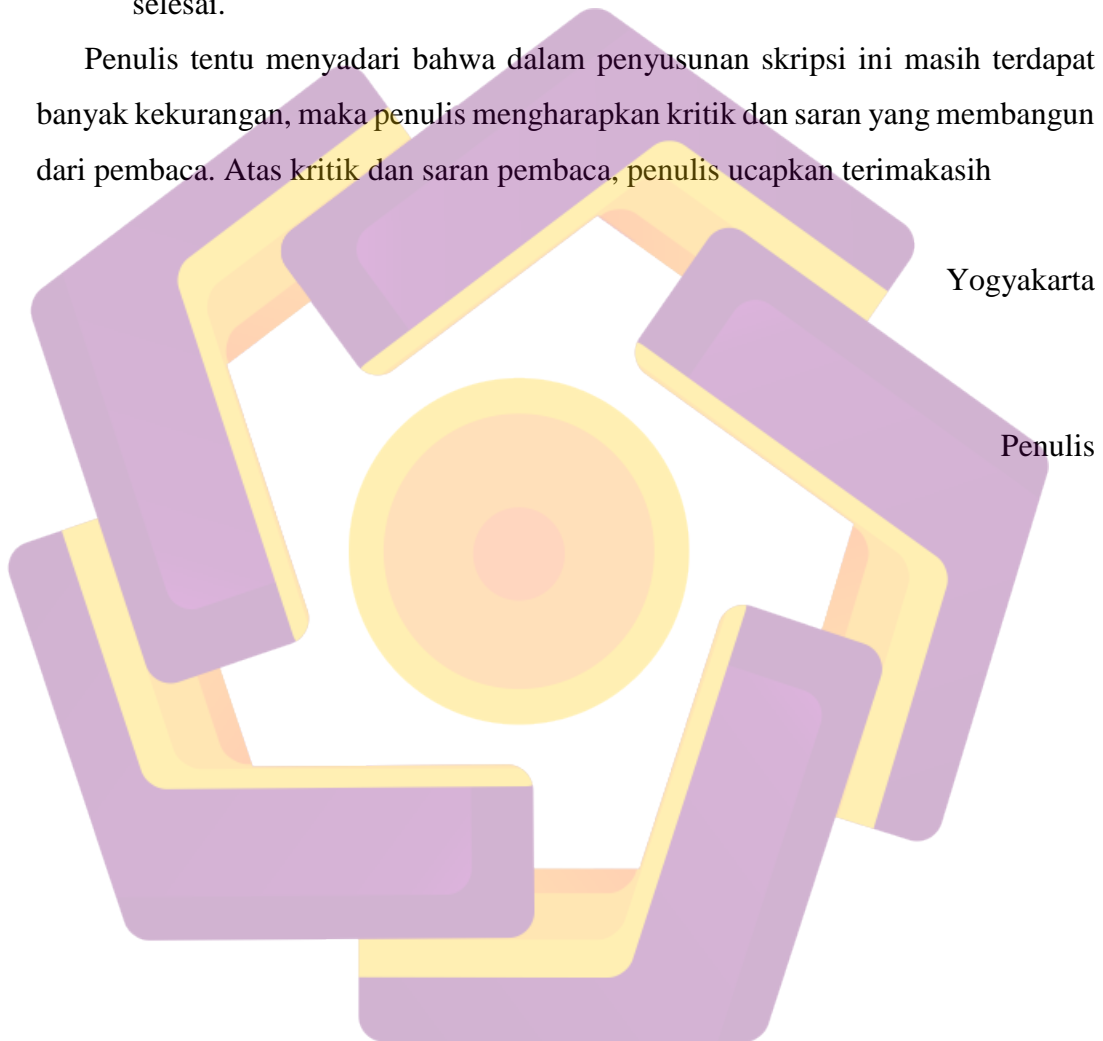 selesai.
Penulis tentu menyadari bahwa dalam penyusunan skripsi ini masih terdapat
banyak kekurangan, maka penulis mengharapkan kritik dan saran yang membangun
dari pembaca. Atas kritik dan saran pembaca, penulis ucapkan terimakasih
Yogyakarta
Penulis